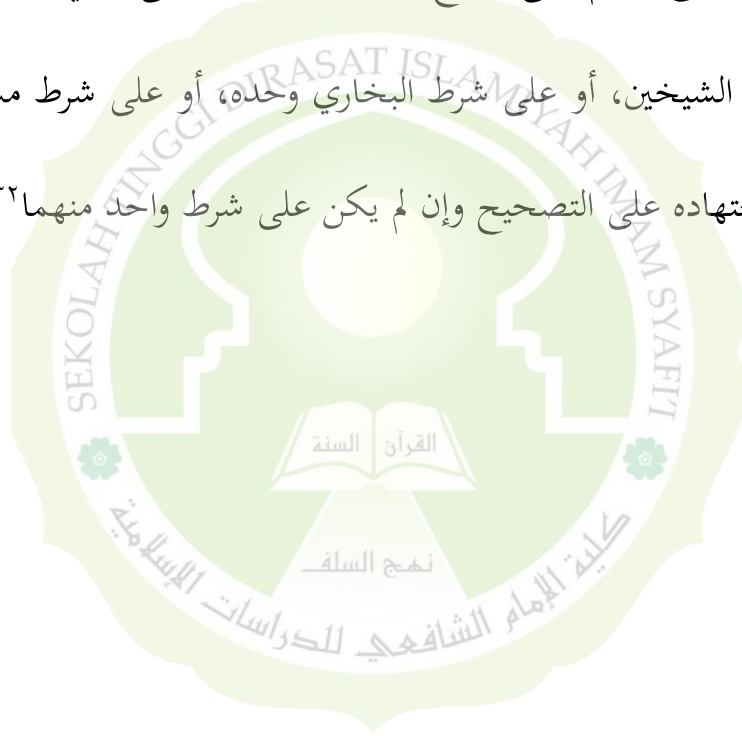 الشيخين، أو على شرط البخاري وحده، أو على شرط
على التصحيح وإن لم يكن على شرط واحد منهما
SEKOLAH TINGGI DIRASAT ISLAMIYAH IMAM SYAFI'I
القرآن السنة
نهج السلف
كلية الإمام الشافعي للدراسات الإسلامية